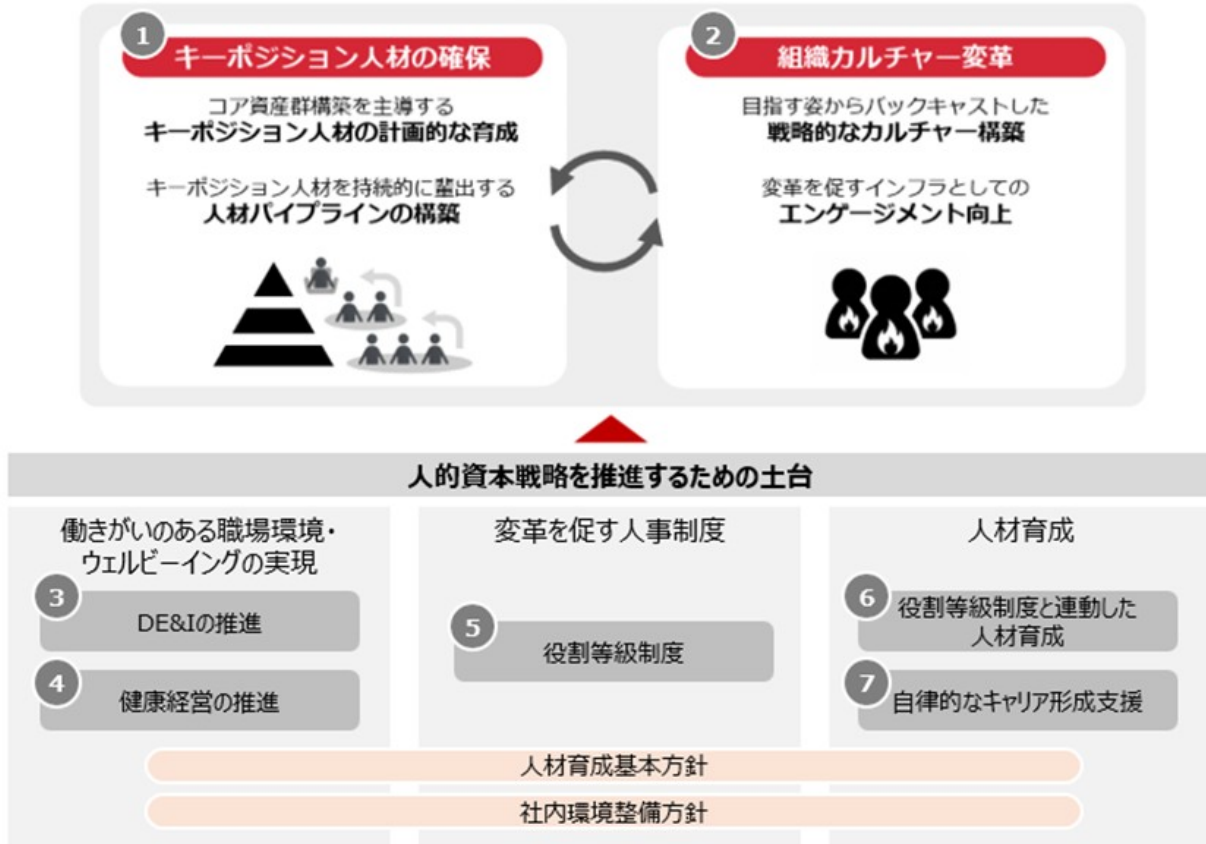 1
キーポジション人材の確保
コア資産群構築を主導する
キーポジション人材の計画的な育成
キーポジション人材を持続的に輩出する
人材パイプラインの構築
2
組織カルチャー変革
目指す姿からバックキャストした
戦略的なカルチャー構築
変革を促すインフラとしての
エンゲージメント向上
人的資本戦略を推進するための土台
働きがいのある職場環境・
ウェルビーイングの実現
3
DE&Iの推進
4
健康経営の推進
変革を促す人事制度
5
役割等級制度
人材育成
6
役割等級制度と連動した
人材育成
7
自律的なキャリア形成支援
人材育成基本方針
社内環境整備方針